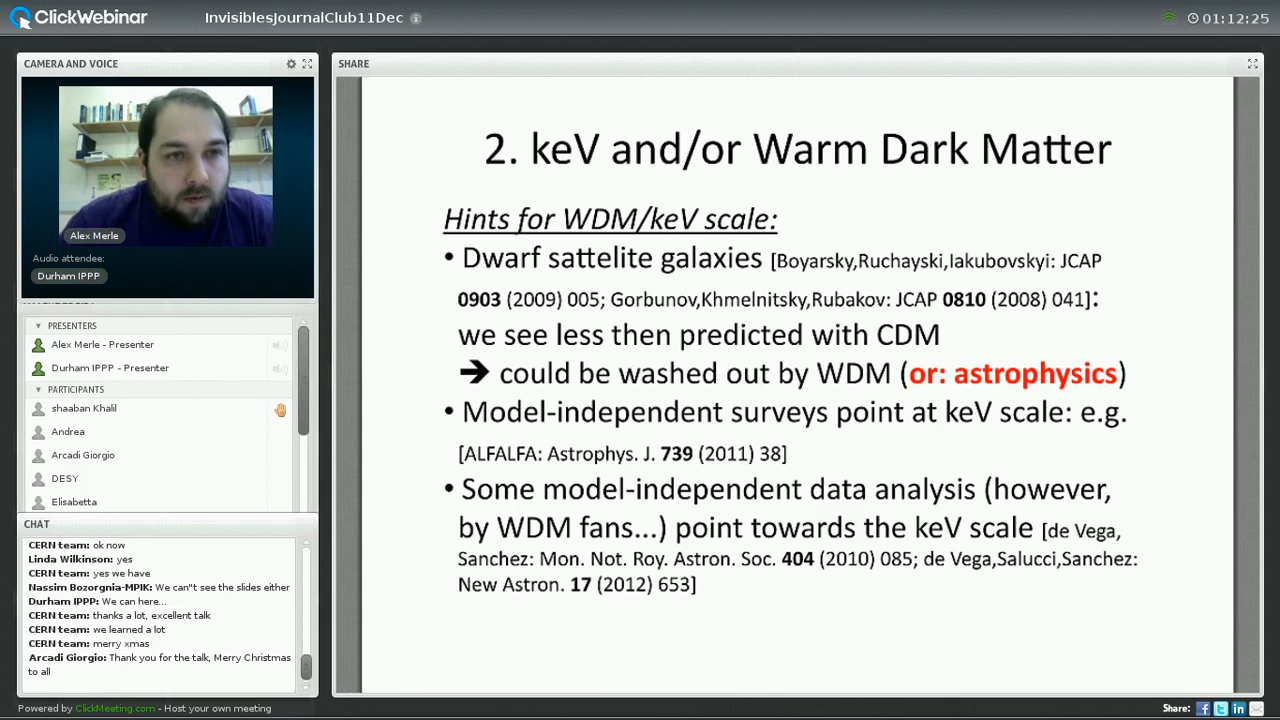 ClickWebinar
InvisiblesJournalClub11Dec
01:12:25
CAMERA AND VOICE
Alex Merle
Audio attendee:
Durham IPPP
PRESENTERS
Alex Merle - Presenter
Durham IPPP - Presenter
PARTICIPANTS
shaaban Khalil
Andrea
Arcadi Giorgio
DESY
Elisabetta
CHAT
CERN team: ok now
Linda Wilkinson: yes
CERN team: yes we have
Nassim Bozorgnia-MPIK: We can"t see the slides either
Durham IPPP: We can here...
CERN team: thanks a lot, excellent talk
CERN team: we learned a lot
CERN team: merry xmas
Arcadi Giorgio: Thank you for the talk, Merry Christmas
to all
SHARE
2. keV and/or Warm Dark Matter
Hints for WDM/keV scale:
• Dwarf sattelite galaxies [Boyarsky,Ruchayski,Iakubovskyi: JCAP
0903 (2009) 005; Gorbunov,Khmelnitsky,Rubakov: JCAP 0810 (2008) 041]:
we see less then predicted with CDM
➔ could be washed out by WDM (or: astrophysics)
• Model-independent surveys point at keV scale: e.g.
[ALFALFA: Astrophys. J. 739 (2011) 38]
• Some model-independent data analysis (however,
by WDM fans...) point towards the keV scale [de Vega,
Sanchez: Mon. Not. Roy. Astron. Soc. 404 (2010) 085; de Vega,Salucci,Sanchez:
New Astron. 17 (2012) 653]
Powered by ClickMeeting.com - Host your own meeting
Share: